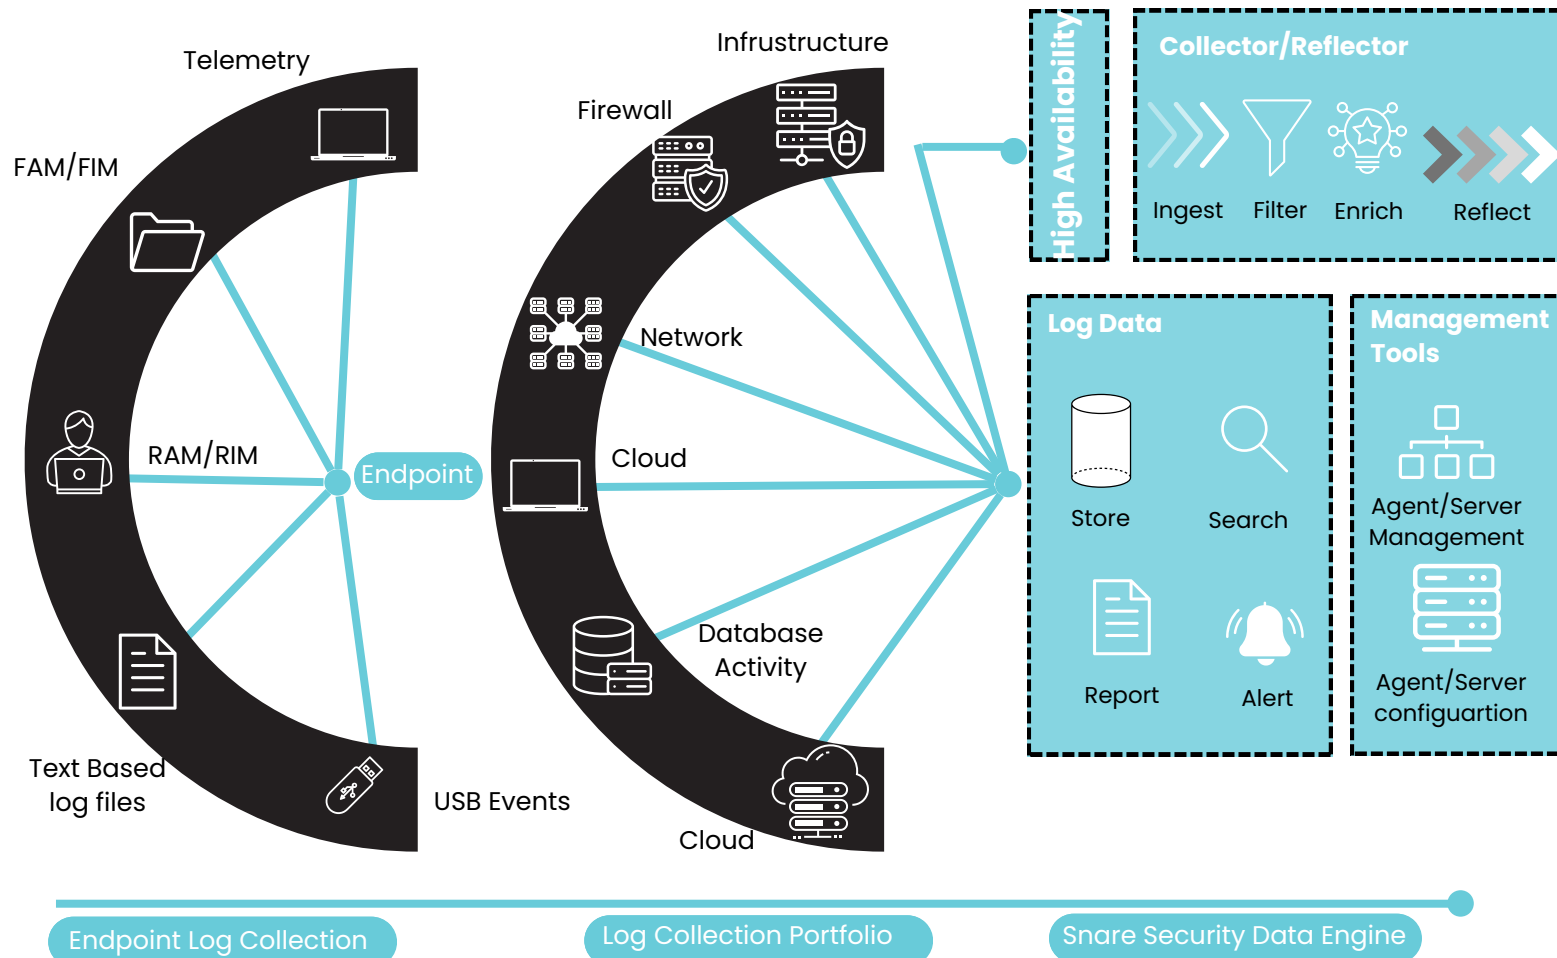 Telemetry
FAM/FIM
RAM/RIM
Endpoint
Text Based
log files
USB Events
Infrustructure
Firewall
Network
Cloud
Database
Activity
Cloud
High Availability
Collector/Reflector
Ingest
Filter
Enrich
Reflect
Log Data
Store
Search
Report
Alert
Management
Tools
Agent/Server
Management
Agent/Server
configuartion
Endpoint Log Collection
Log Collection Portfolio
Snare Security Data Engine